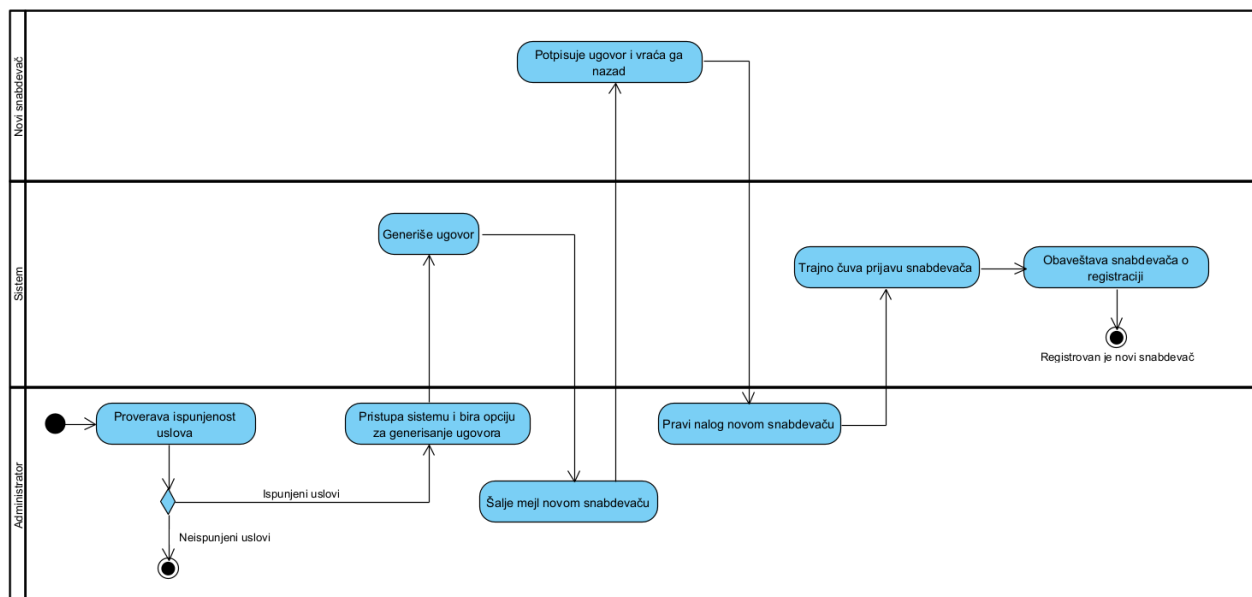 Novi snabdevač
Potpisuje ugovor i vraća ga
nazad
Sistem
Generiše ugovor
Trajno čuva prijavu snabdevača
Obaveštava snabdevača o
registraciji
Registrovan je novi snabdevač
Administrator
Proverava ispunjenost
uslova
Pristupa sistemu i bira opciju
za generisanje ugovora
Pravi nalog novom snabdevaču
Ispunjeni uslovi
Šalje mejl novom snabdevaču
Neispunjeni uslovi